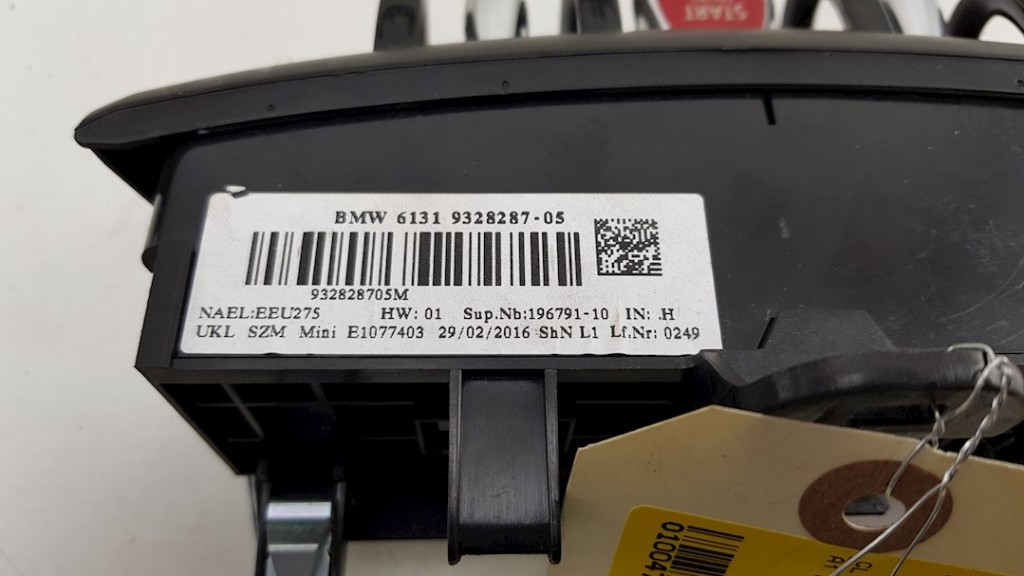 START
BMW 6131 9328287-05
932828705M
NAEL:EEU275 HW: 01 Sup.Nb:196791-10 IN: .H
UKL SZM Mini E1077403 29/02/2016 ShN L1 Lf.Nr: 0249